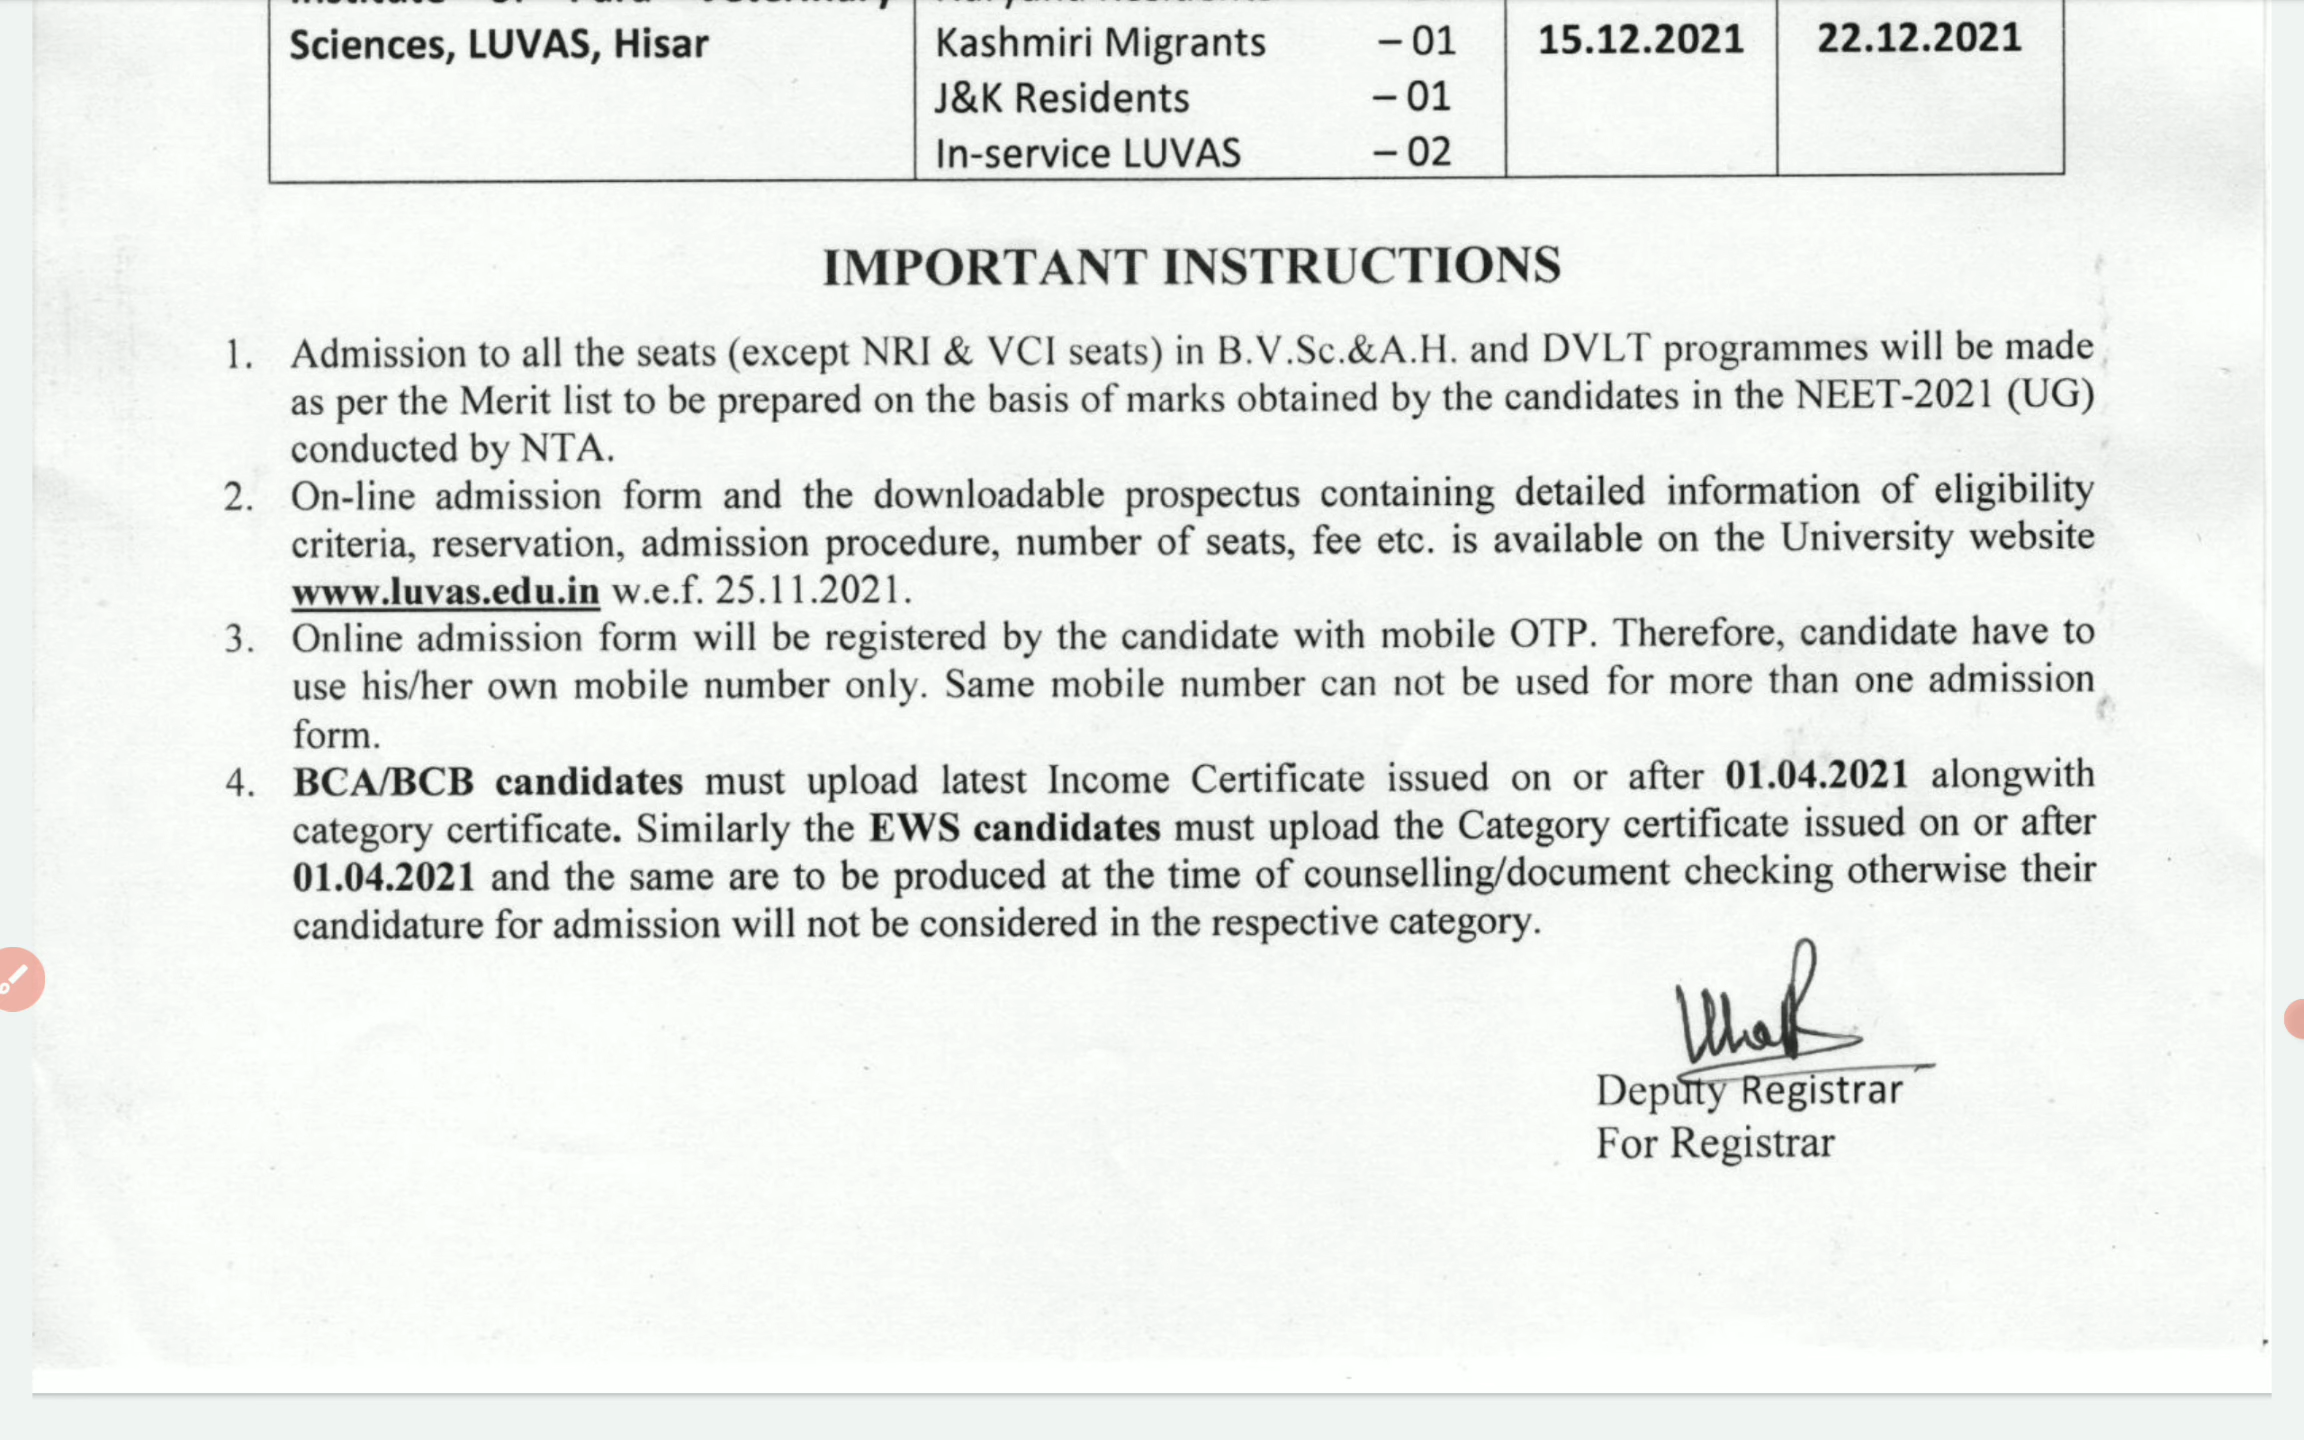 Sciences, LUVAS, Hisar
Kashmiri Migrants – 01 15.12.2021 22.12.2021
J&K Residents – 01
In-service LUVAS – 02
IMPORTANT INSTRUCTIONS
1. Admission to all the seats (except NRI & VCI seats) in B.V.Sc.&A.H. and DVLT programmes will be made
as per the Merit list to be prepared on the basis of marks obtained by the candidates in the NEET-2021 (UG)
conducted by NTA.
2. On-line admission form and the downloadable prospectus containing detailed information of eligibility
criteria, reservation, admission procedure, number of seats, fee etc. is available on the University website
www.luvas.edu.in w.e.f. 25.11.2021.
3. Online admission form will be registered by the candidate with mobile OTP. Therefore, candidate have to
use his/her own mobile number only. Same mobile number can not be used for more than one admission
form.
4. BCA/BCB candidates must upload latest Income Certificate issued on or after 01.04.2021 alongwith
category certificate. Similarly the EWS candidates must upload the Category certificate issued on or after
01.04.2021 and the same are to be produced at the time of counselling/document checking otherwise their
candidature for admission will not be considered in the respective category.
Deputy Registrar
For Registrar